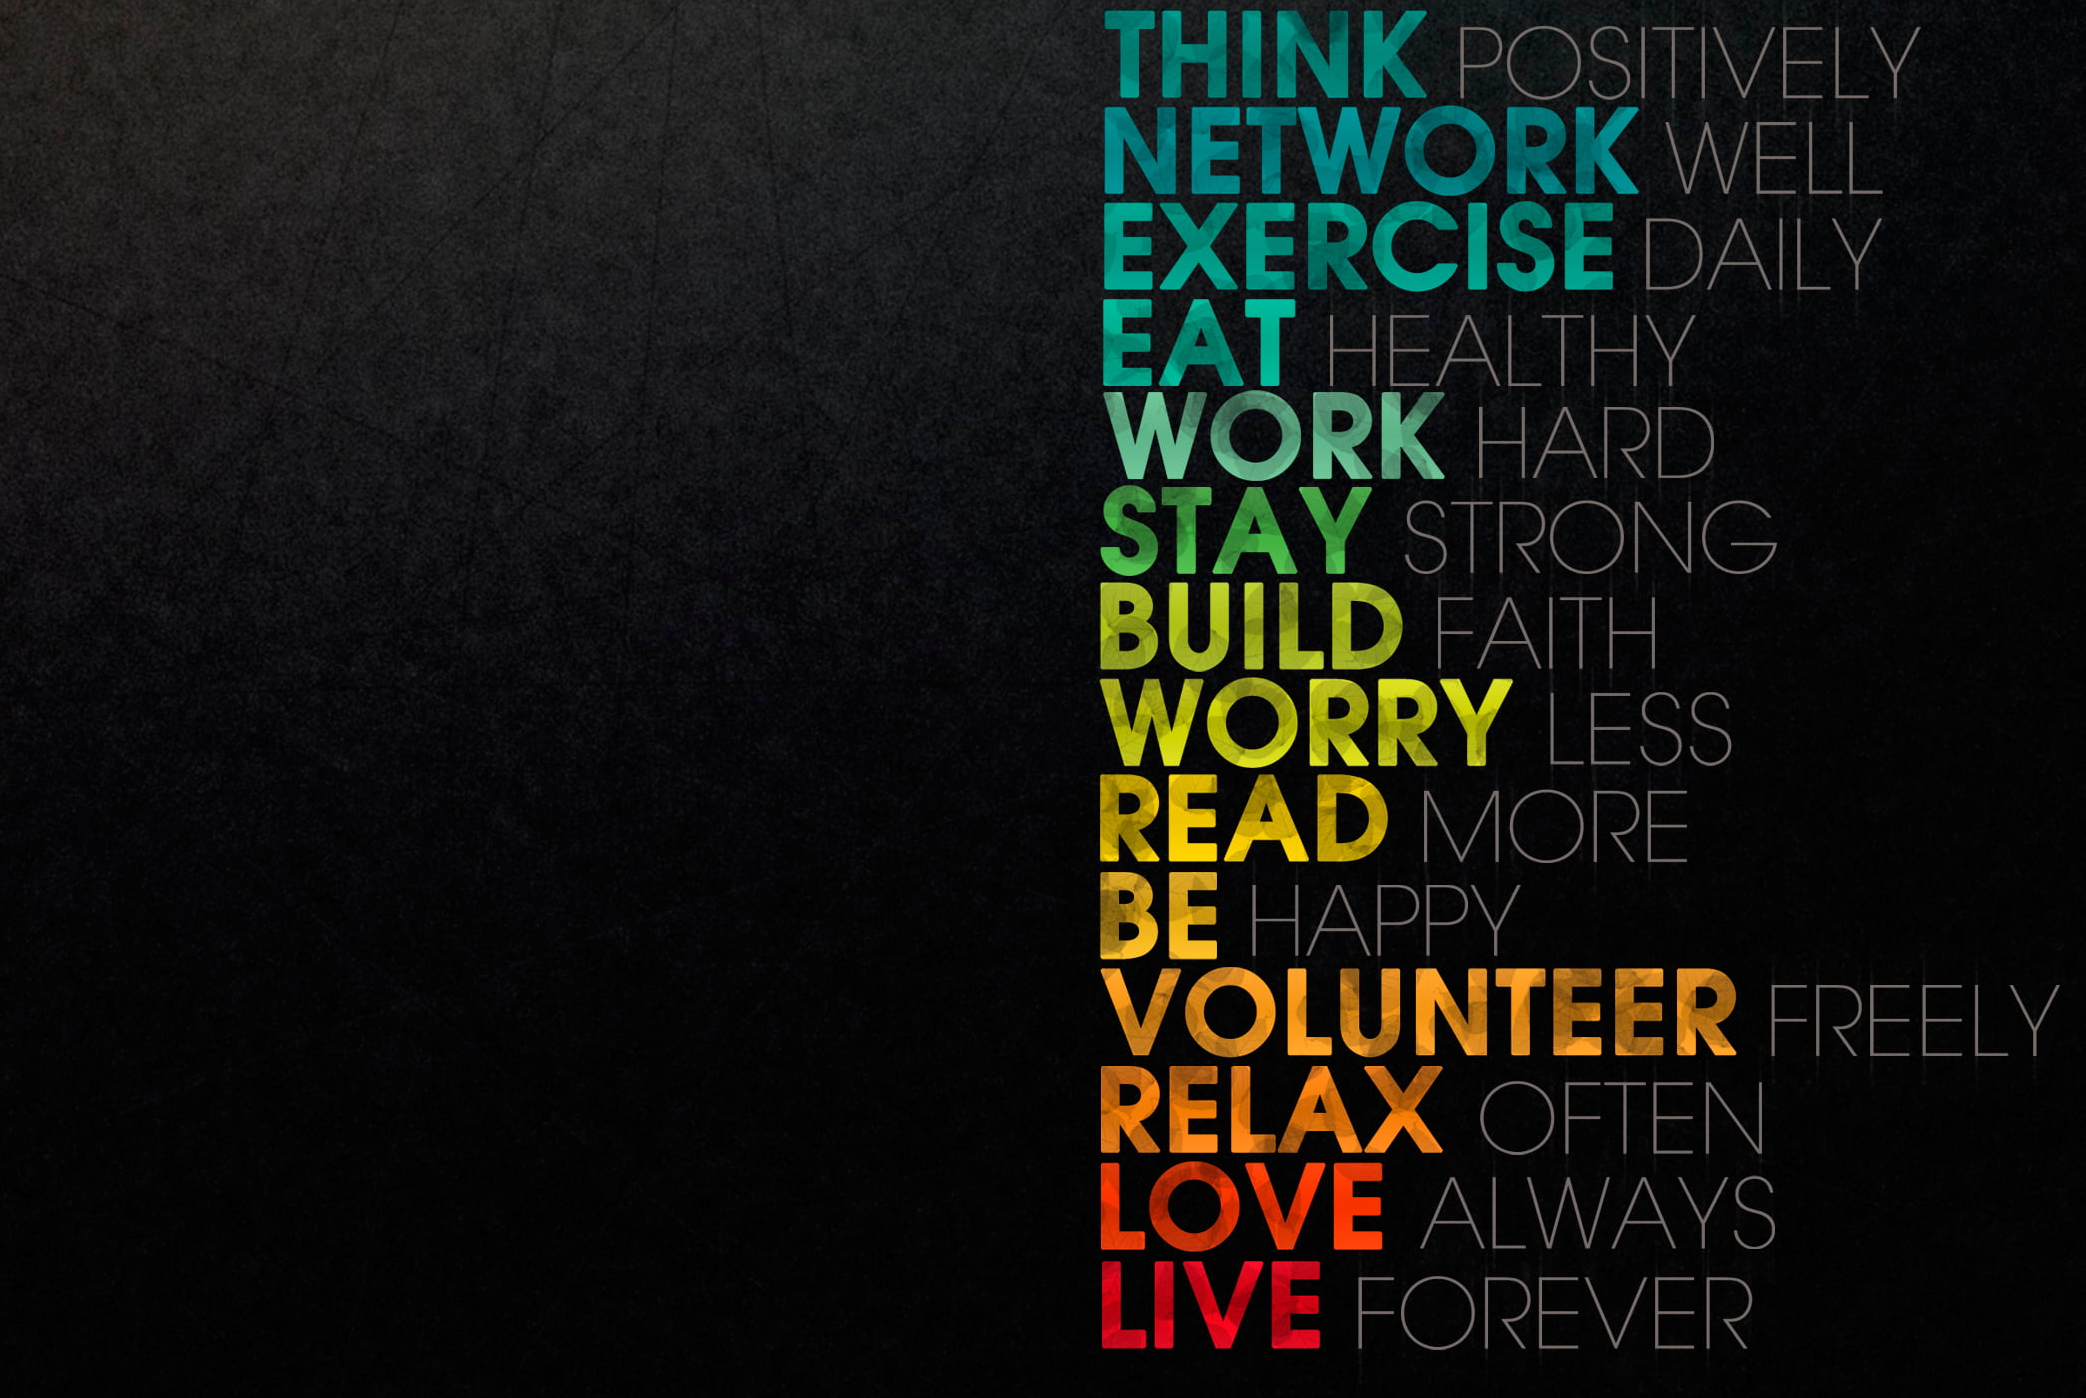 THINK POSITIVELY
NETWORK WELL
EXERCISE DAILY
EAT HEALTHY
WORK HARD
STAY STRONG
BUILD FAITH
WORRY LESS
READ MORE
BE HAPPY
VOLUNTEER FREELY
RELAX OFTEN
LOVE ALWAYS
LIVE FOREVER